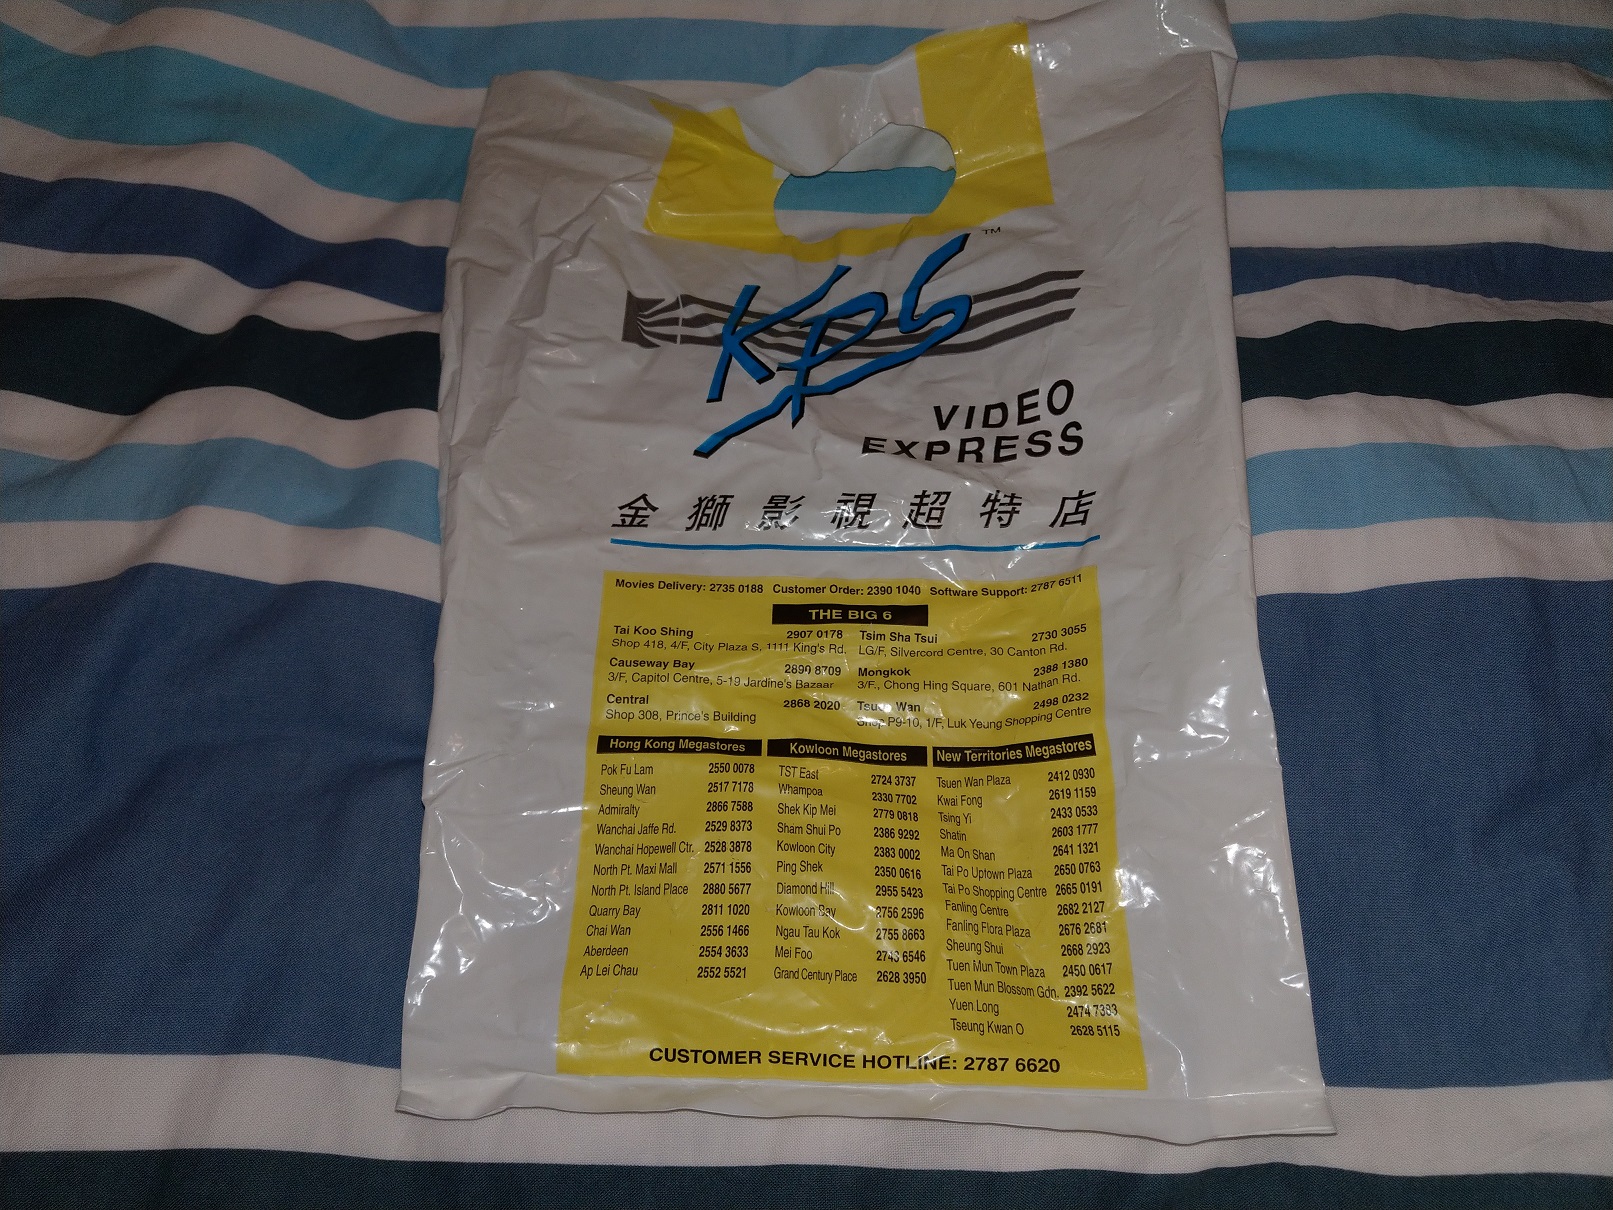 KPS™
VIDEO
EXPRESS
金獅影視超特店
Movies Delivery: 2735 0188 Customer Order: 2390 1040 Software Support: 2787 6511
THE BIG 6
Tai Koo Shing 2907 0178
Shop 418, 4/F, City Plaza S, 1111 King's Rd.
Causeway Bay 2890 8709
3/F, Capitol Centre, 5-19 Jardine's Bazaar
Central 2868 2020
Shop 308, Prince's Building
Tsim Sha Tsui 2730 3055
LG/F, Silvercord Centre, 30 Canton Rd.
Mongkok 2388 1380
3/F., Chong Hing Square, 601 Nathan Rd.
Tsuen Wan 2498 0232
Shop P9-10, 1/F, Luk Yeung Shopping Centre
Hong Kong Megastores
Pok Fu Lam 2550 0078
Sheung Wan 2517 7178
Admiralty 2866 7588
Wanchai Jaffe Rd. 2529 8373
Wanchai Hopewell Ctr. 2528 3878
North Pt. Maxi Mall 2571 1556
North Pt. Island Place 2880 5677
Quarry Bay 2811 1020
Chai Wan 2556 1466
Aberdeen 2554 3633
Ap Lei Chau 2552 5521
Kowloon Megastores
TST East 2724 3737
Whampoa 2330 7702
Shek Kip Mei 2779 0818
Sham Shui Po 2386 9292
Kowloon City 2383 0002
Ping Shek 2350 0616
Diamond Hill 2955 5423
Kowloon Bay 2756 2596
Ngau Tau Kok 2755 8663
Mei Foo 2743 6546
Grand Century Place 2628 3950
New Territories Megastores
Tsuen Wan Plaza 2412 0930
Kwai Fong 2619 1159
Tsing Yi 2433 0533
Shatin 2603 1777
Ma On Shan 2641 1321
Tai Po Uptown Plaza 2650 0763
Tai Po Shopping Centre 2665 0191
Fanling Centre 2682 2127
Fanling Flora Plaza 2676 2681
Sheung Shui 2668 2923
Tuen Mun Town Plaza 2450 0617
Tuen Mun Blossom Gdn. 2392 5622
Yuen Long 2474 7383
Tseung Kwan O 2628 5115
CUSTOMER SERVICE HOTLINE: 2787 6620